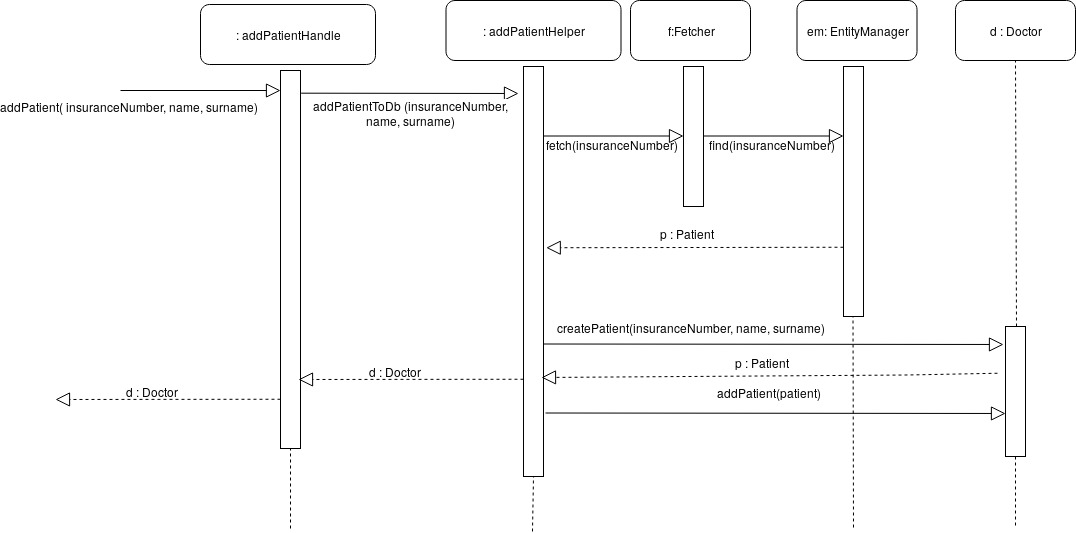 : addPatientHandle
: addPatientHelper
f:Fetcher
em: EntityManager
d : Doctor
addPatient( insuranceNumber, name, surname)
addPatientToDb (insuranceNumber,
name, surname)
fetch(insuranceNumber)
find(insuranceNumber)
p : Patient
createPatient(insuranceNumber, name, surname)
p : Patient
d : Doctor
d : Doctor
addPatient(patient)